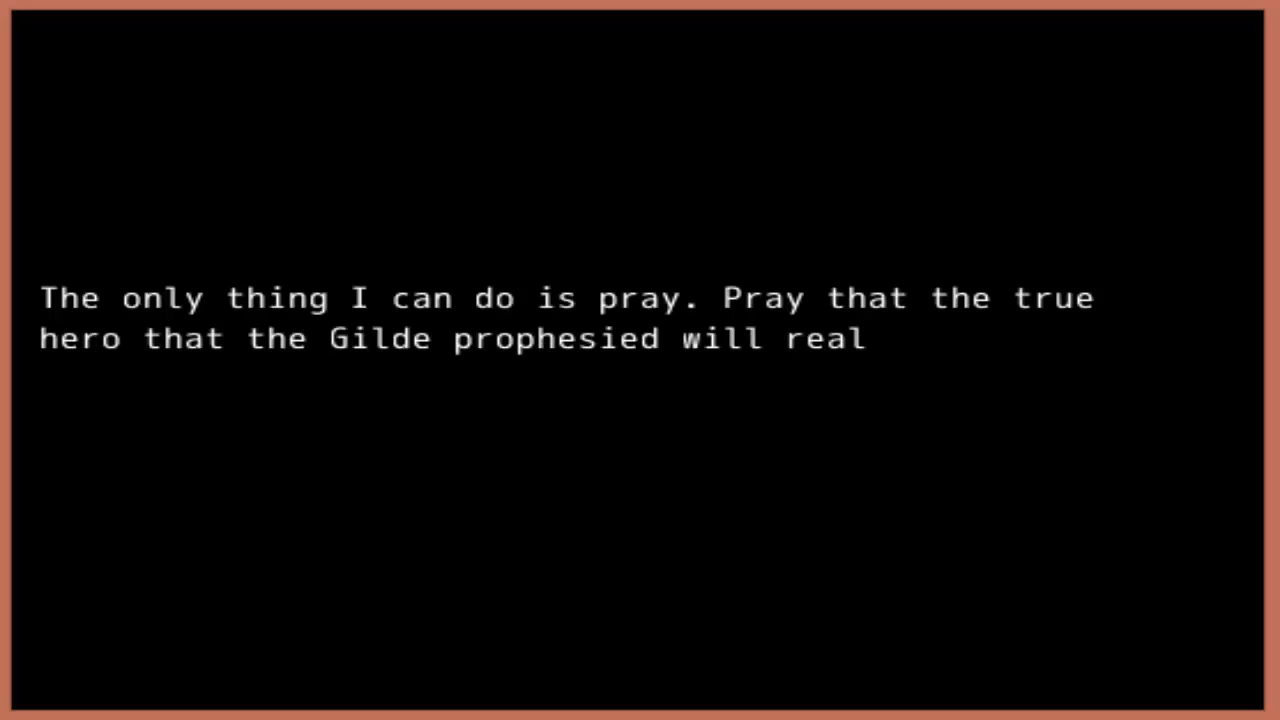 The only thing I can do is pray. Pray that the true
hero that the Gilde prophesied will real